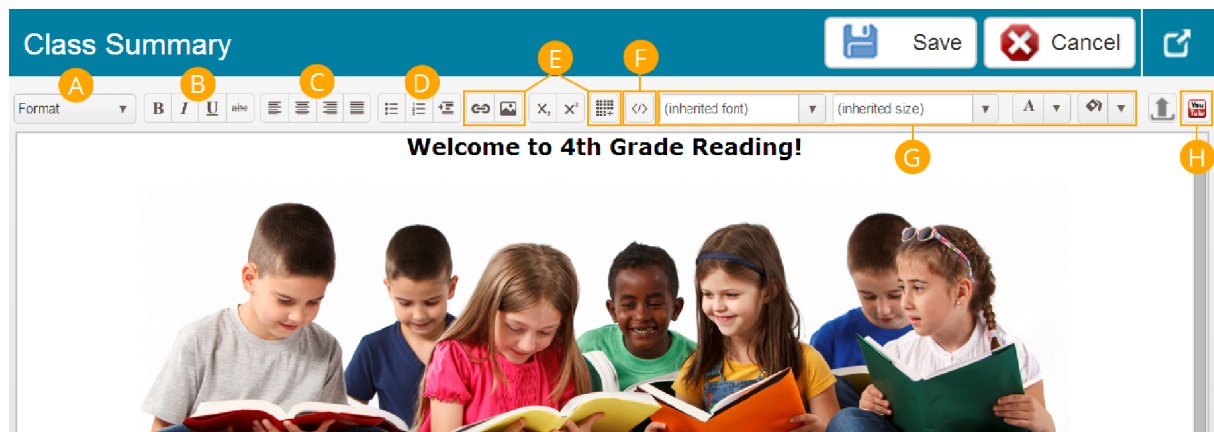 Class Summary Save Cancel
A B C D E F
Format B I U abc X₂ X² </> (inherited font) (inherited size) A You Tube
G H
Welcome to 4th Grade Reading!